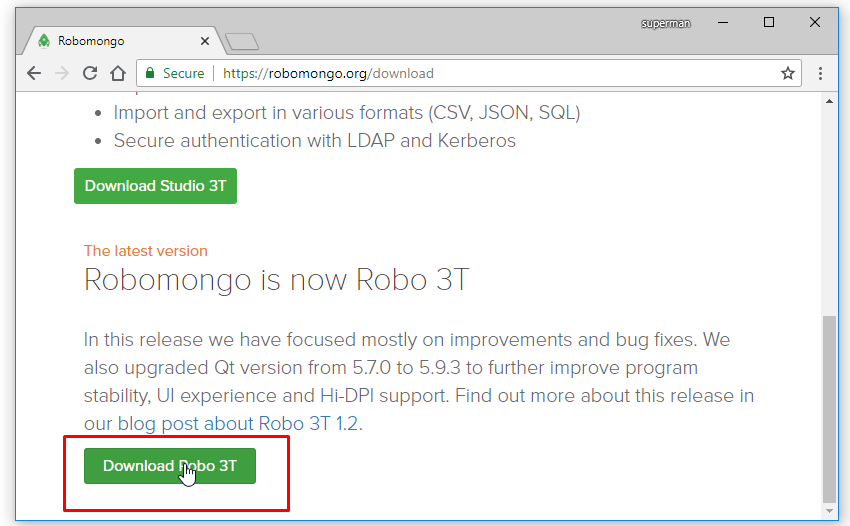 superman
Robomongo
Secure
https://robomongo.org/download
Import and export in various formats (CSV, JSON, SQL)
Secure authentication with LDAP and Kerberos
Download Studio 3T
The latest version
Robomongo is now Robo 3T
In this release we have focused mostly on improvements and bug fixes. We
also upgraded Qt version from 5.7.0 to 5.9.3 to further improve program
stability, UI experience and Hi-DPI support. Find out more about this release in
our blog post about Robo 3T 1.2.
Download Robo 3T